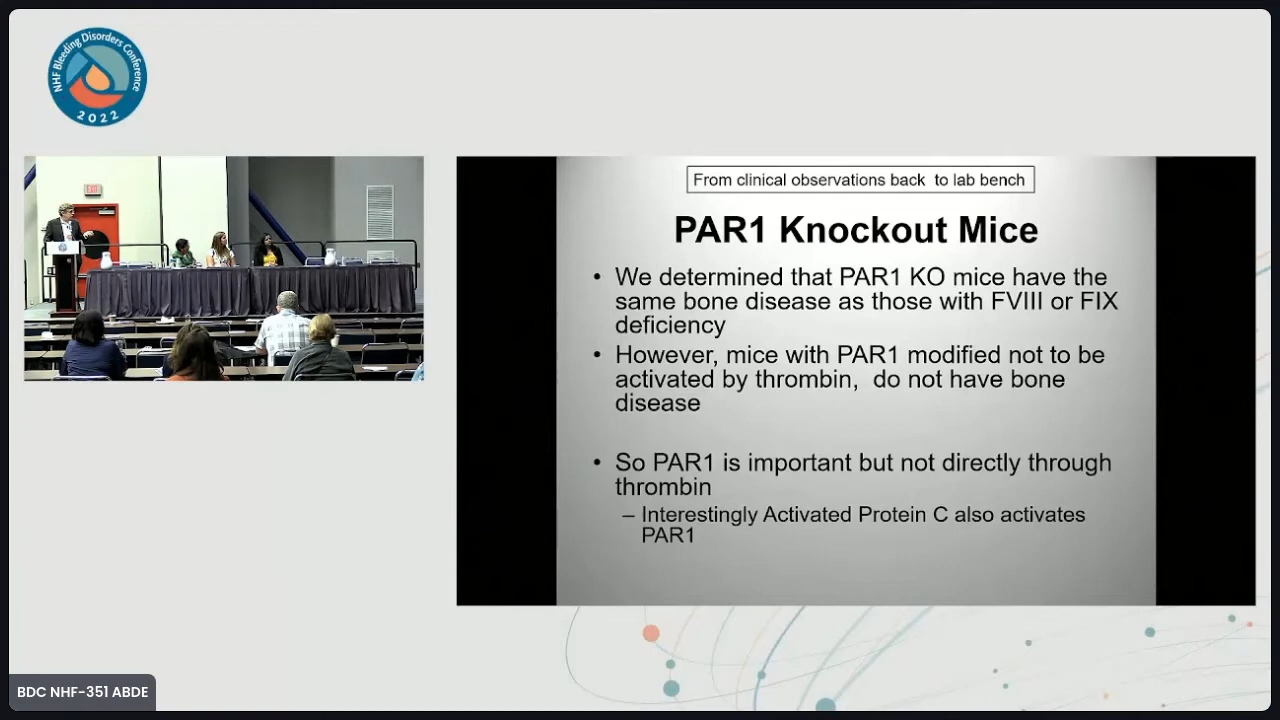 NHF Bleeding Disorders Conference
2022
EXIT
From clinical observations back to lab bench
PAR1 Knockout Mice
• We determined that PAR1 KO mice have the
same bone disease as those with FVIII or FIX
deficiency
• However, mice with PAR1 modified not to be
activated by thrombin, do not have bone
disease
• So PAR1 is important but not directly through
thrombin
– Interestingly Activated Protein C also activates
PAR1
BDC NHF-351 ABDE